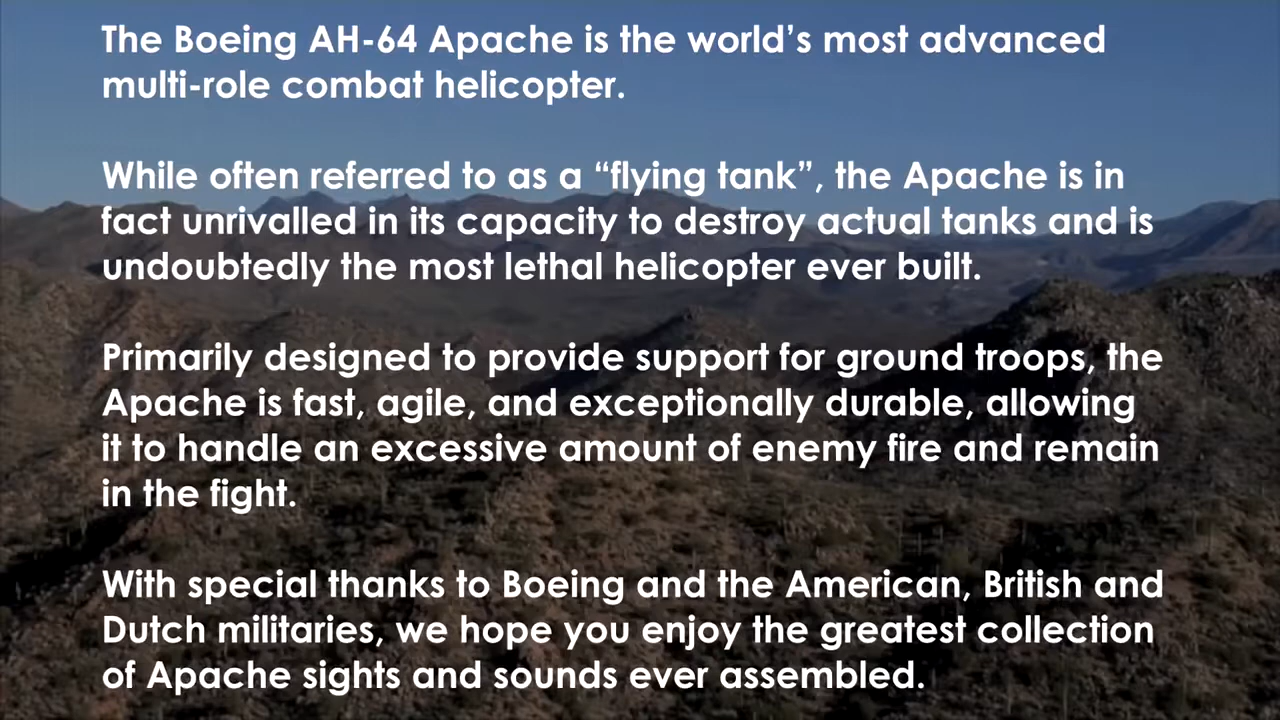 The Boeing AH-64 Apache is the world’s most advanced
multi-role combat helicopter.
While often referred to as a “flying tank”, the Apache is in
fact unrivalled in its capacity to destroy actual tanks and is
undoubtedly the most lethal helicopter ever built.
Primarily designed to provide support for ground troops, the
Apache is fast, agile, and exceptionally durable, allowing
it to handle an excessive amount of enemy fire and remain
in the fight.
With special thanks to Boeing and the American, British and
Dutch militaries, we hope you enjoy the greatest collection
of Apache sights and sounds ever assembled.